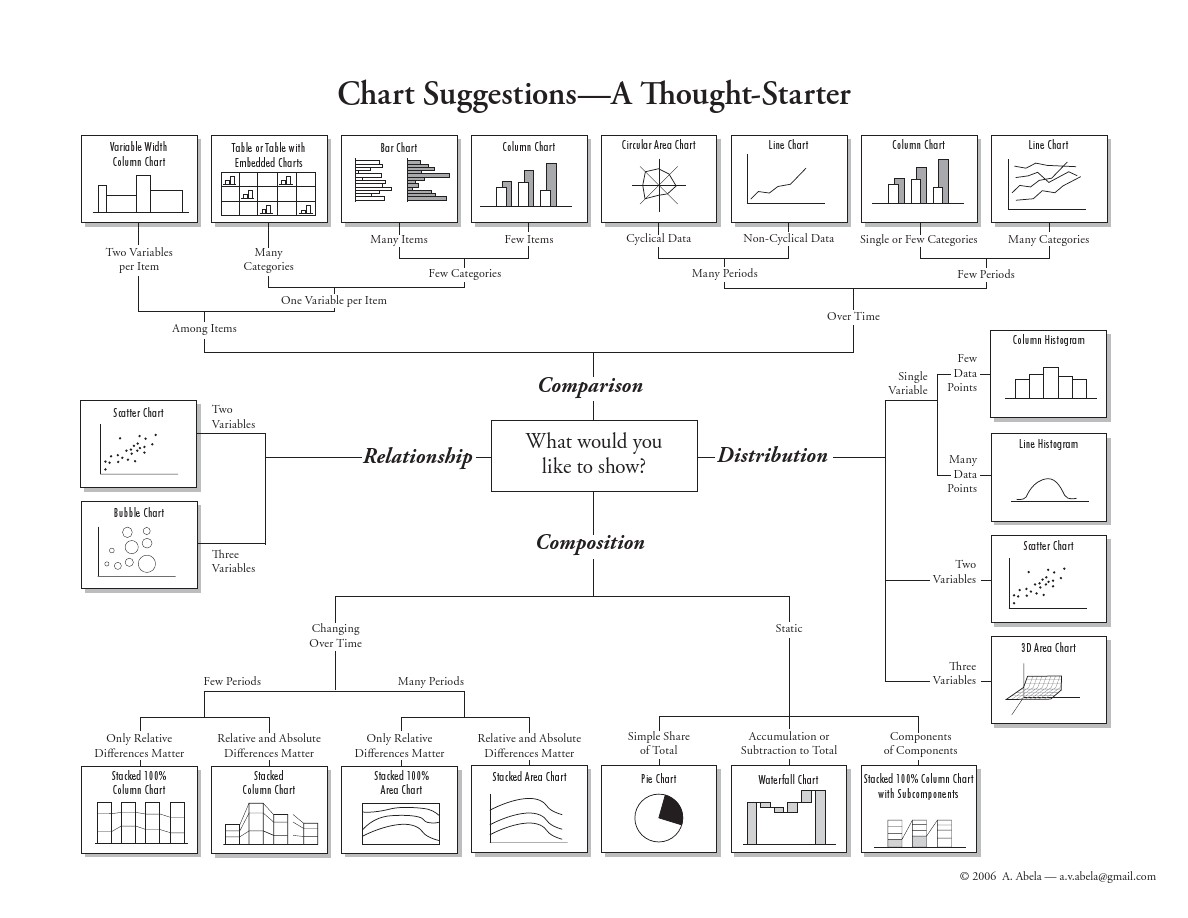 Chart Suggestions—A Thought-Starter
Variable Width
Column Chart
Table or Table with
Embedded Charts
Bar Chart
Column Chart
Circular Area Chart
Line Chart
Column Chart
Line Chart
Two Variables
per Item
Many
Categories
Many Items
Few Items
Cyclical Data
Non-Cyclical Data
Single or Few Categories
Many Categories
Few Categories
Many Periods
Few Periods
One Variable per Item
Among Items
Over Time
Comparison
What would you
like to show?
Relationship
Distribution
Composition
Scatter Chart
Two
Variables
Bubble Chart
Three
Variables
Single
Variable
Few
Data
Points
Column Histogram
Many
Data
Points
Line Histogram
Two
Variables
Scatter Chart
Three
Variables
3D Area Chart
Changing
Over Time
Static
Few Periods
Many Periods
Only Relative
Differences Matter
Relative and Absolute
Differences Matter
Only Relative
Differences Matter
Relative and Absolute
Differences Matter
Simple Share
of Total
Accumulation or
Subtraction to Total
Components
of Components
Stacked 100%
Column Chart
Stacked
Column Chart
Stacked 100%
Area Chart
Stacked Area Chart
Pie Chart
Waterfall Chart
Stacked 100% Column Chart
with Subcomponents
© 2006 A. Abela — a.v.abela@gmail.com